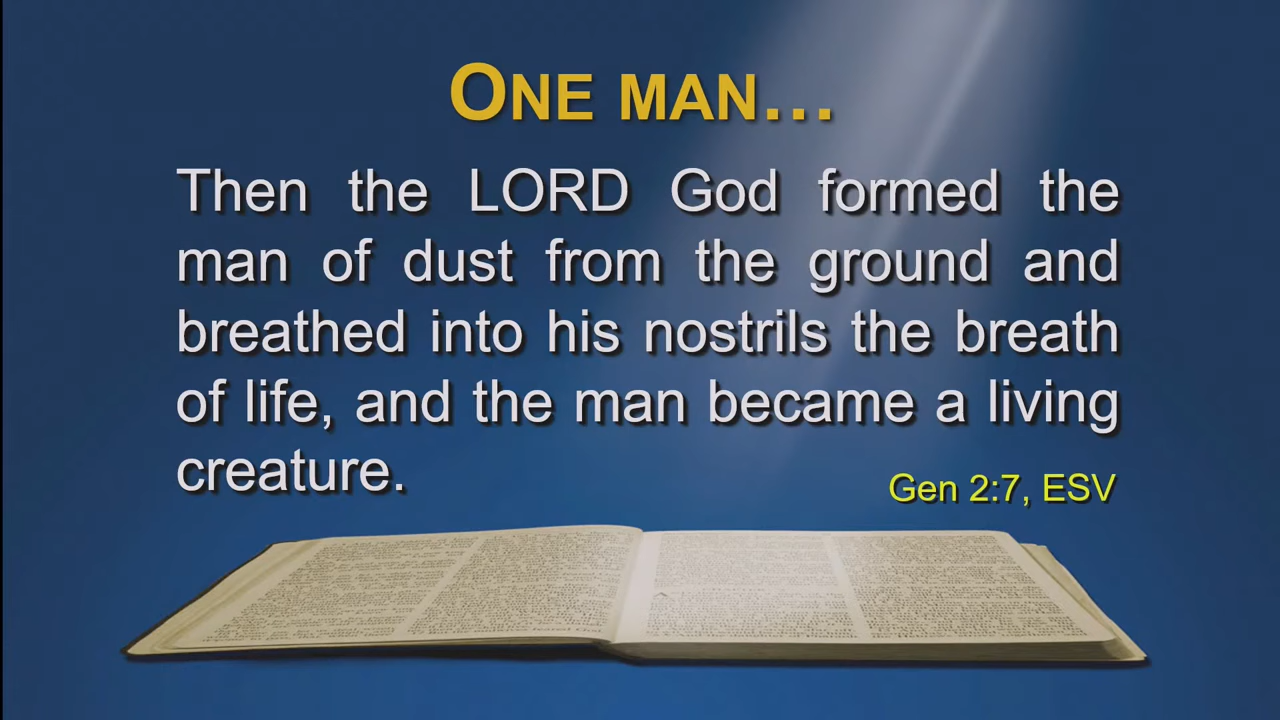 ONE MAN...
Then the LORD God formed the
man of dust from the ground and
breathed into his nostrils the breath
of life, and the man became a living
creature.
Gen 2:7, ESV